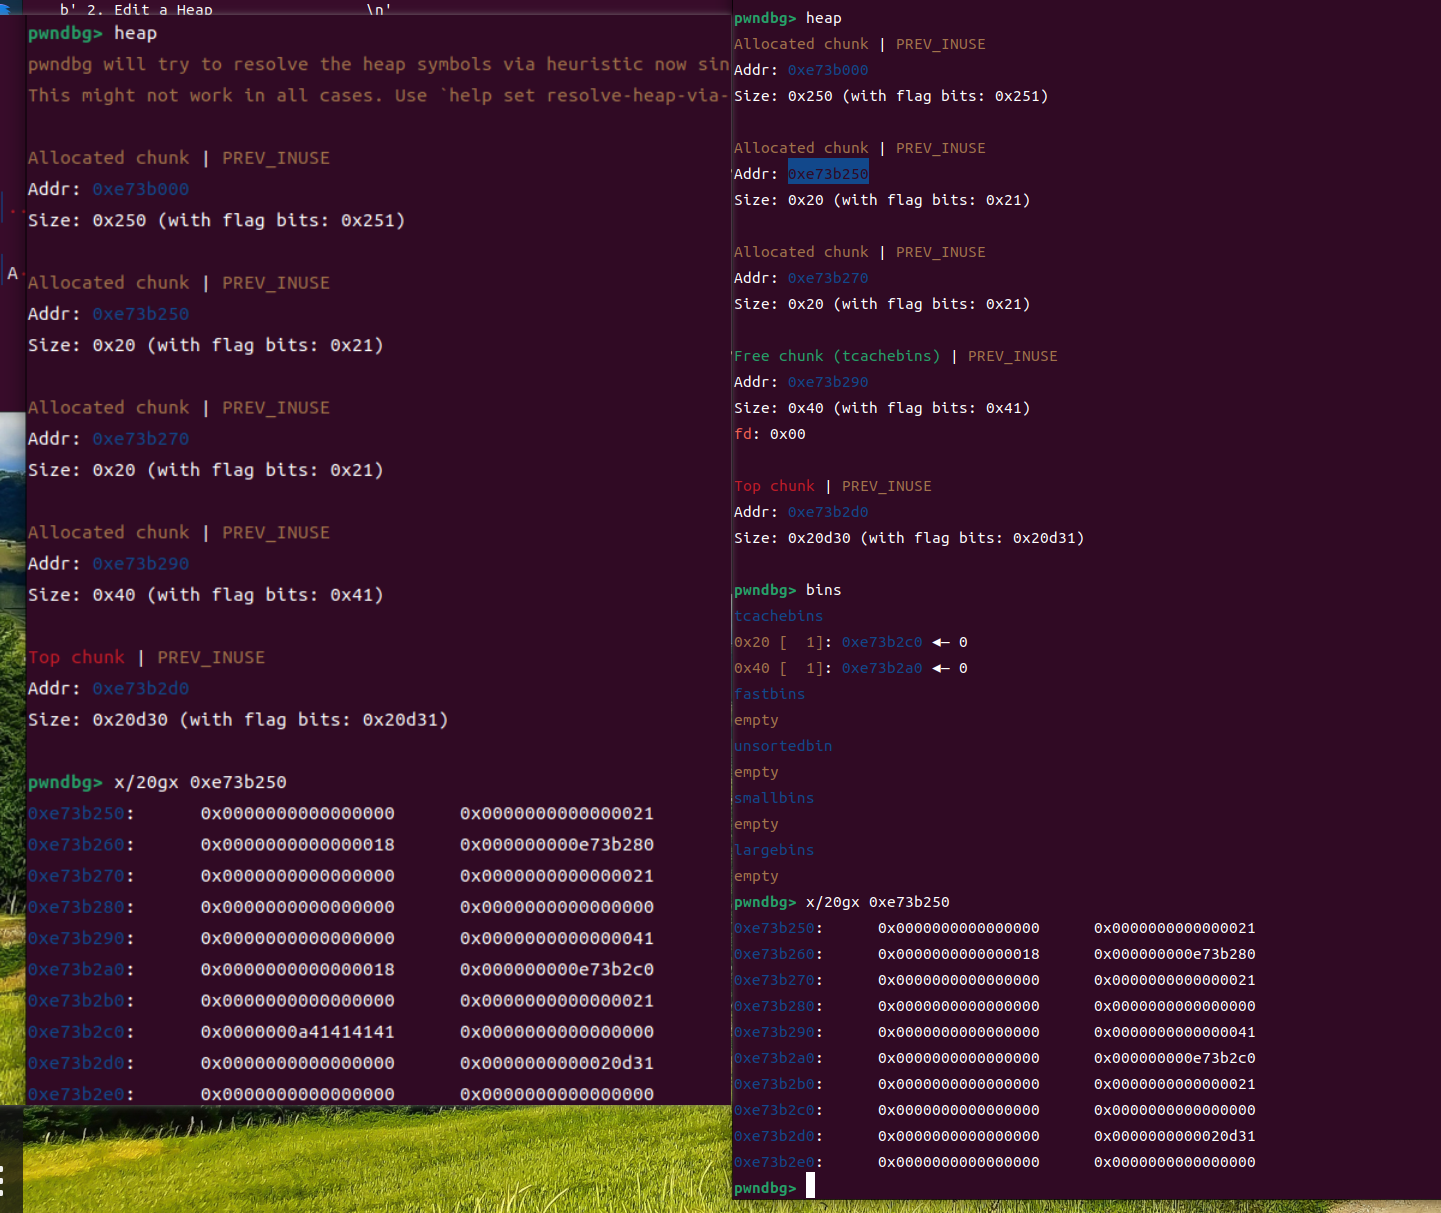 b' 2. Edit a Heap                 \n'
pwndbg> heap
pwndbg will try to resolve the heap symbols via heuristic now sin
This might not work in all cases. Use `help set resolve-heap-via-

Allocated chunk | PREV_INUSE
Addr: 0xe73b000
Size: 0x250 (with flag bits: 0x251)

Allocated chunk | PREV_INUSE
Addr: 0xe73b250
Size: 0x20 (with flag bits: 0x21)

Allocated chunk | PREV_INUSE
Addr: 0xe73b270
Size: 0x20 (with flag bits: 0x21)

Allocated chunk | PREV_INUSE
Addr: 0xe73b290
Size: 0x40 (with flag bits: 0x41)

Top chunk | PREV_INUSE
Addr: 0xe73b2d0
Size: 0x20d30 (with flag bits: 0x20d31)

pwndbg> x/20gx 0xe73b250
0xe73b250:      0x0000000000000000      0x0000000000000021
0xe73b260:      0x0000000000000018      0x000000000e73b280
0xe73b270:      0x0000000000000000      0x0000000000000021
0xe73b280:      0x0000000000000000      0x0000000000000000
0xe73b290:      0x0000000000000000      0x0000000000000041
0xe73b2a0:      0x0000000000000018      0x000000000e73b2c0
0xe73b2b0:      0x0000000000000000      0x0000000000000021
0xe73b2c0:      0x0000000a41414141      0x0000000000000000
0xe73b2d0:      0x0000000000000000      0x0000000000020d31
0xe73b2e0:      0x0000000000000000      0x0000000000000000
A
pwndbg> heap
Allocated chunk | PREV_INUSE
Addr: 0xe73b000
Size: 0x250 (with flag bits: 0x251)

Allocated chunk | PREV_INUSE
Addr: 0xe73b250
Size: 0x20 (with flag bits: 0x21)

Allocated chunk | PREV_INUSE
Addr: 0xe73b270
Size: 0x20 (with flag bits: 0x21)

Free chunk (tcachebins) | PREV_INUSE
Addr: 0xe73b290
Size: 0x40 (with flag bits: 0x41)
fd: 0x00

Top chunk | PREV_INUSE
Addr: 0xe73b2d0
Size: 0x20d30 (with flag bits: 0x20d31)

pwndbg> bins
tcachebins
0x20 [  1]: 0xe73b2c0 ◂— 0
0x40 [  1]: 0xe73b2a0 ◂— 0
fastbins
empty
unsortedbin
empty
smallbins
empty
largebins
empty
pwndbg> x/20gx 0xe73b250
0xe73b250:      0x0000000000000000      0x0000000000000021
0xe73b260:      0x0000000000000018      0x000000000e73b280
0xe73b270:      0x0000000000000000      0x0000000000000021
0xe73b280:      0x0000000000000000      0x0000000000000000
0xe73b290:      0x0000000000000000      0x0000000000000041
0xe73b2a0:      0x0000000000000000      0x000000000e73b2c0
0xe73b2b0:      0x0000000000000000      0x0000000000000021
0xe73b2c0:      0x0000000000000000      0x0000000000000000
0xe73b2d0:      0x0000000000000000      0x0000000000020d31
0xe73b2e0:      0x0000000000000000      0x0000000000000000
pwndbg>